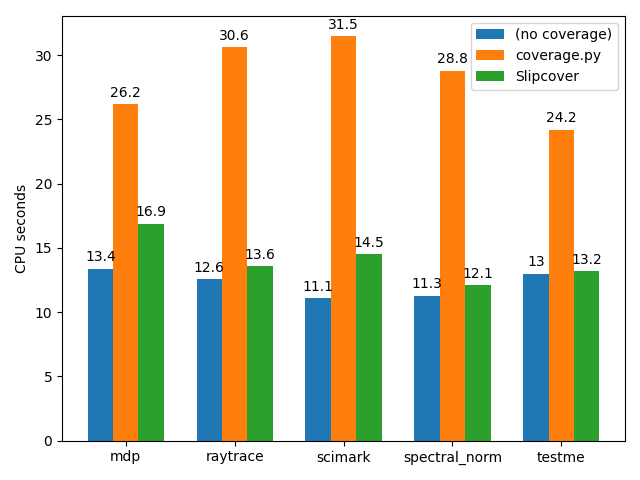 (no coverage)
coverage.py
Slipcover
CPU seconds
30
25
20
15
10
5
0
13.4
26.2
16.9
12.6
30.6
13.6
11.1
31.5
14.5
11.3
28.8
12.1
13
24.2
13.2
mdp
raytrace
scimark
spectral_norm
testme